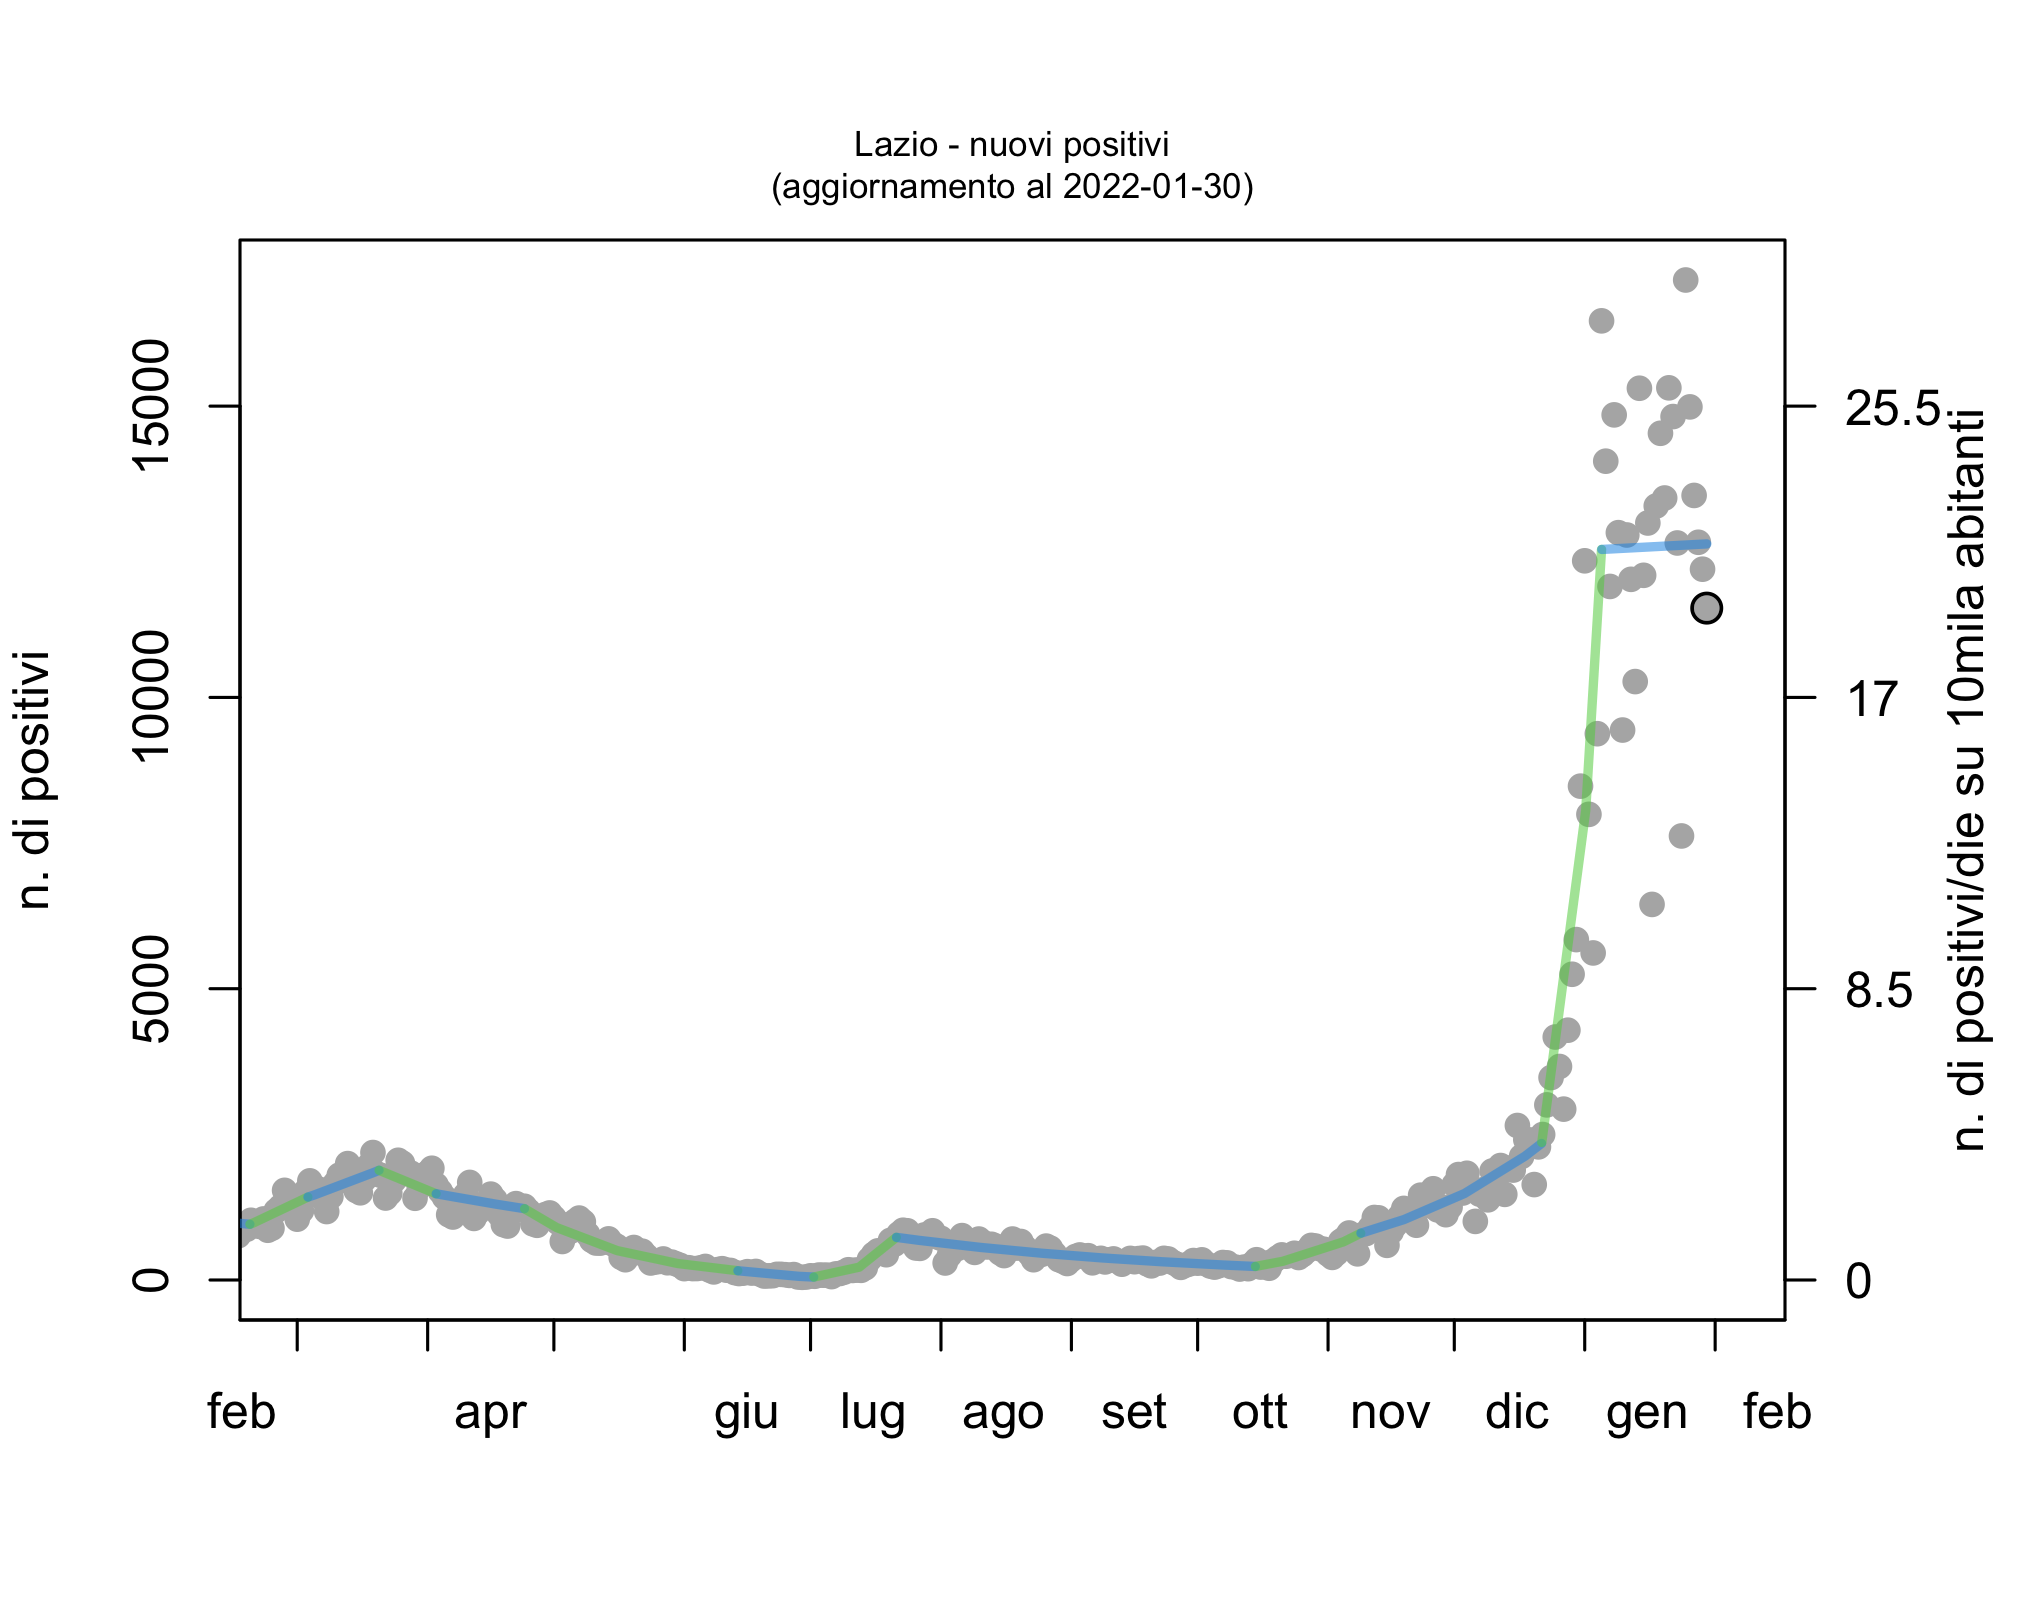 Lazio - nuovi positivi
(aggiornamento al 2022-01-30)
n. di positivi
15000
10000
5000
0
25.5
17
8.5
0
n. di positivi/die su 10mila abitanti
feb apr giu lug ago set ott nov dic gen feb